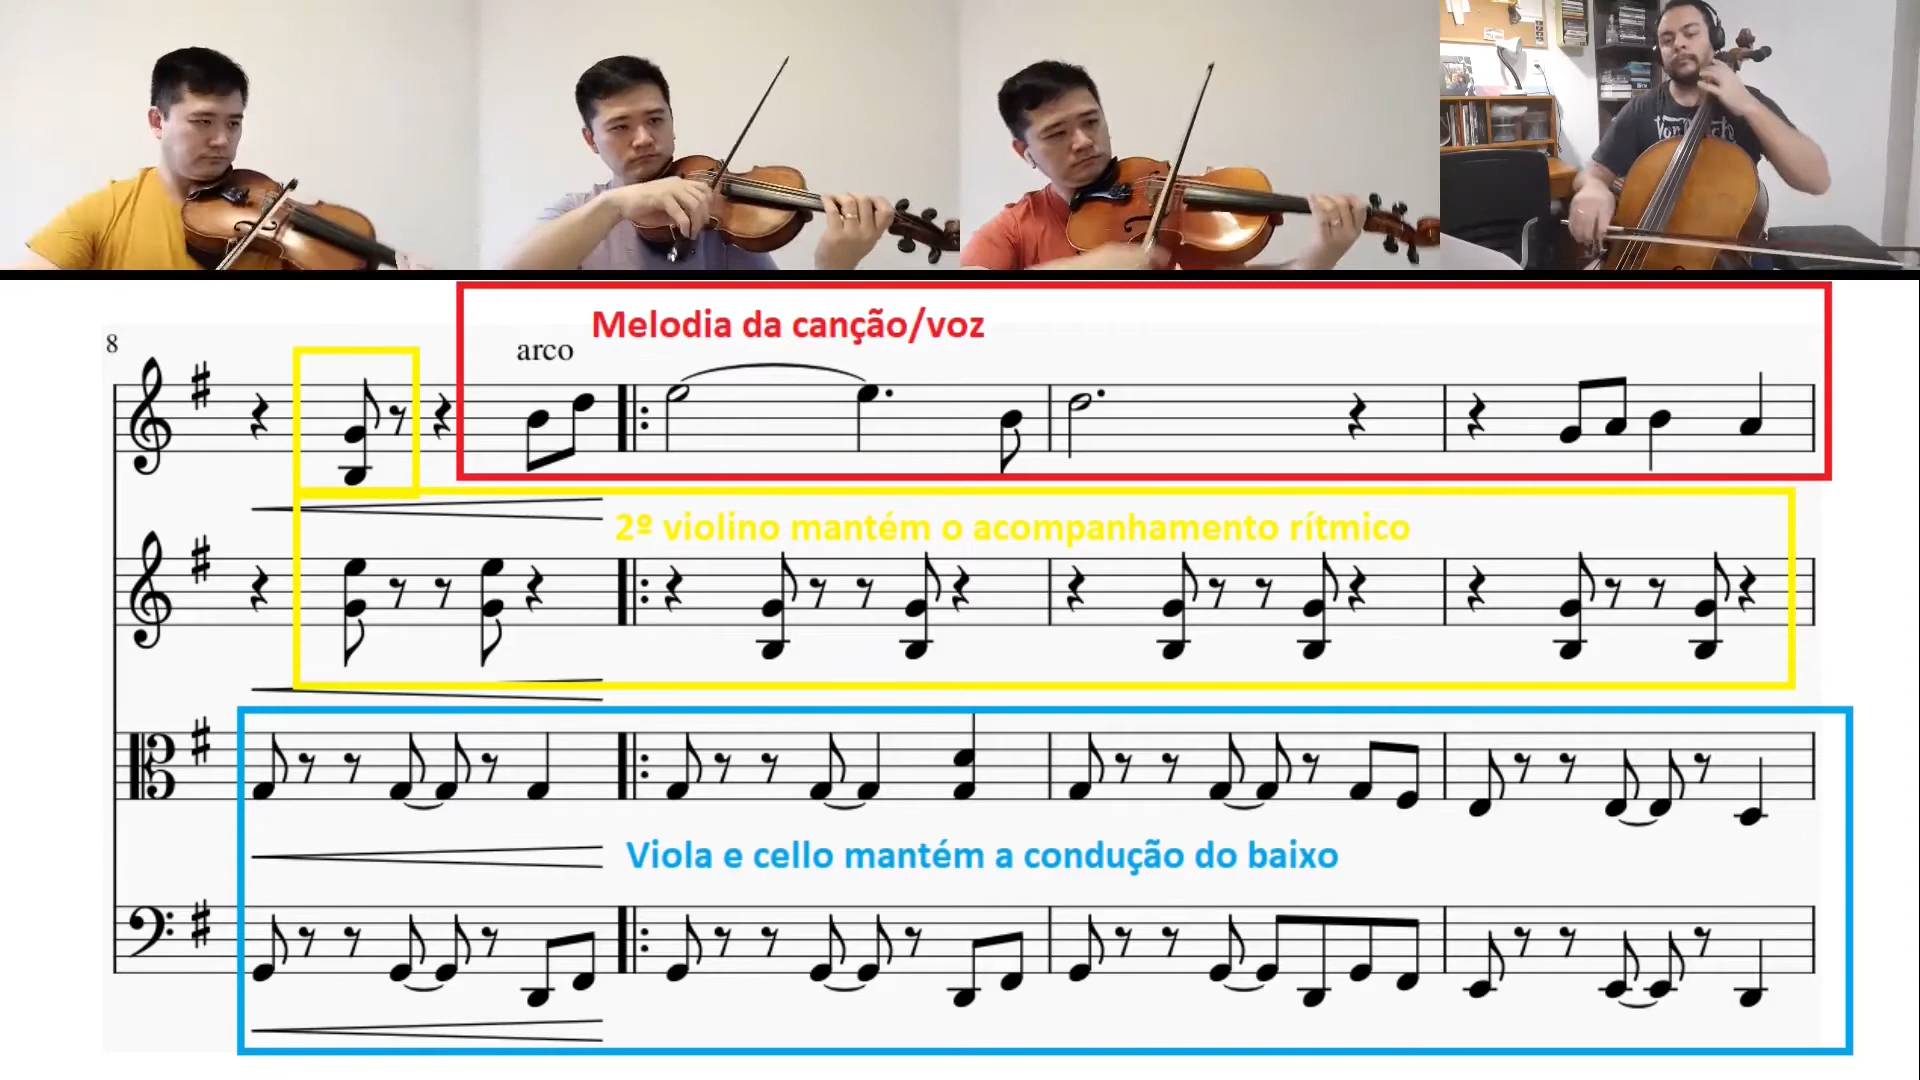 Melodia da canção/voz
8
arco
2º violino mantém o acompanhamento rítmico
Viola e cello mantém a condução do baixo